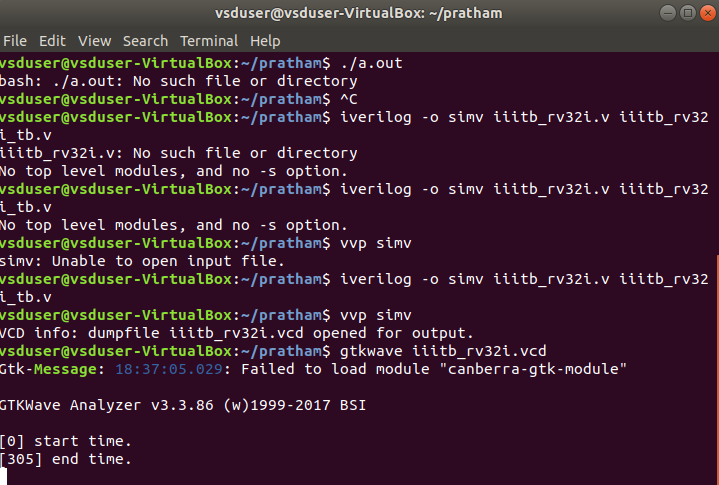 vsduser@vsduser-VirtualBox: ~/pratham
File Edit View Search Terminal Help
vsduser@vsduser-VirtualBox:~/pratham$ ./a.out
bash: ./a.out: No such file or directory
vsduser@vsduser-VirtualBox:~/pratham$ ^C
vsduser@vsduser-VirtualBox:~/pratham$ iverilog -o simv iiitb_rv32i.v iiitb_rv32
i_tb.v
iiitb_rv32i.v: No such file or directory
No top level modules, and no -s option.
vsduser@vsduser-VirtualBox:~/pratham$ iverilog -o simv iiitb_rv32i.v iiitb_rv32
i_tb.v
No top level modules, and no -s option.
vsduser@vsduser-VirtualBox:~/pratham$ vvp simv
simv: Unable to open input file.
vsduser@vsduser-VirtualBox:~/pratham$ iverilog -o simv iiitb_rv32i.v iiitb_rv32
i_tb.v
vsduser@vsduser-VirtualBox:~/pratham$ vvp simv
VCD info: dumpfile iiitb_rv32i.vcd opened for output.
vsduser@vsduser-VirtualBox:~/pratham$ gtkwave iiitb_rv32i.vcd
Gtk-Message: 18:37:05.029: Failed to load module "canberra-gtk-module"
GTKWave Analyzer v3.3.86 (w)1999-2017 BSI
[0] start time.
[305] end time.